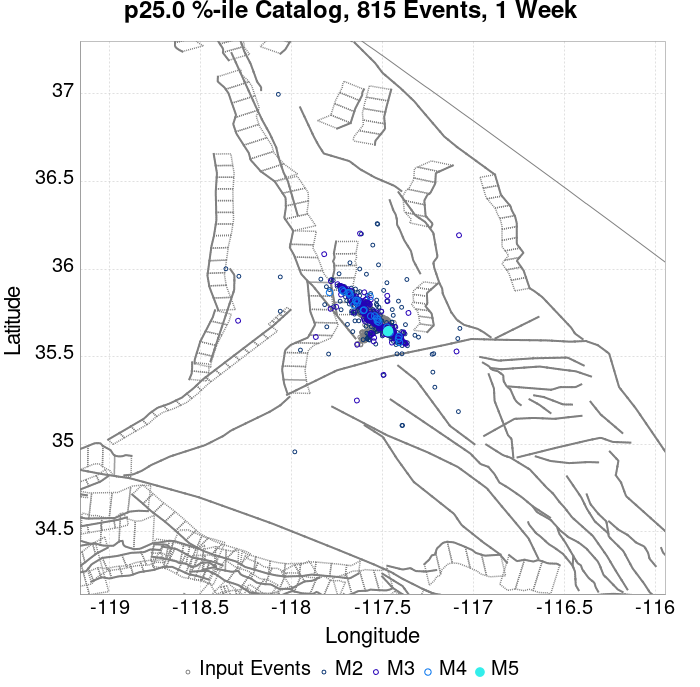 p25.0 %-ile Catalog, 815 Events, 1 Week
37
36.5
36
35.5
35
34.5
Latitude
-119 -118.5 -118 -117.5 -117 -116.5 -116
Longitude
Input Events M2 M3 M4 M5